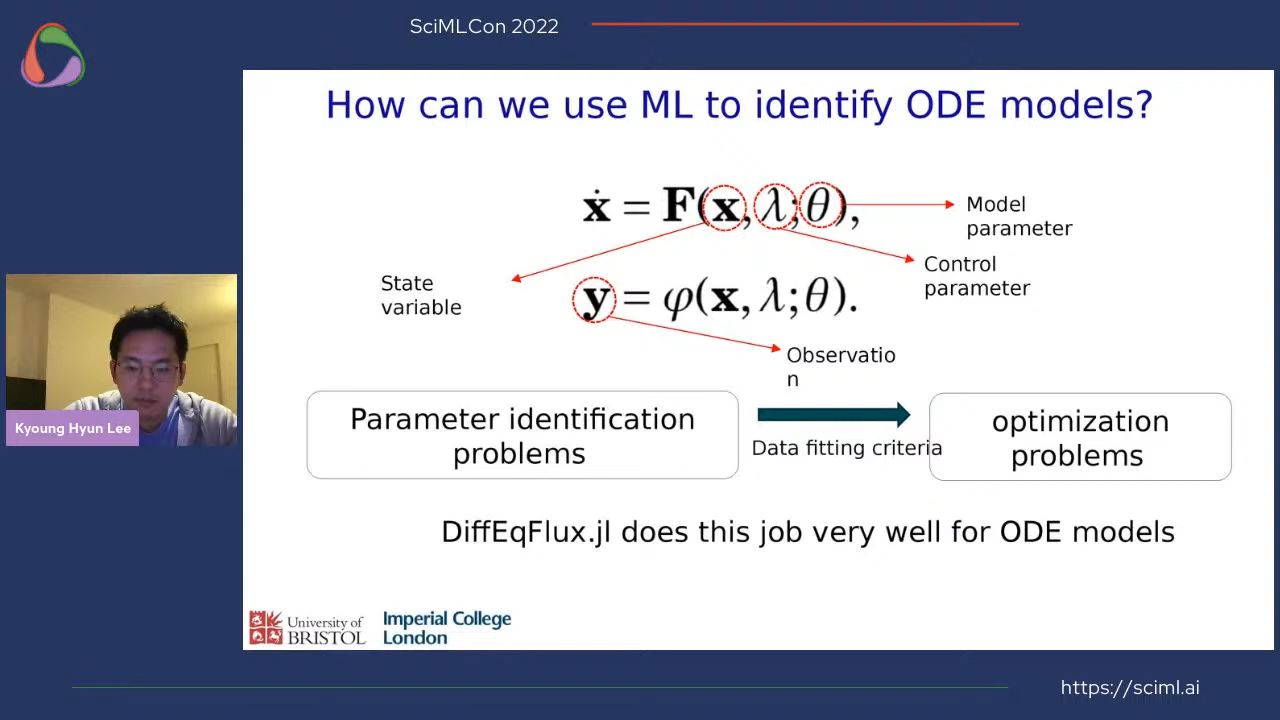 SciMLCon 2022
How can we use ML to identify ODE models?
ẋ = F(x, λ; θ),
Model
parameter
Control
parameter
State
variable
y = φ(x, λ; θ).
Observatio
n
Parameter identification
problems
Data fitting criteria
optimization
problems
DiffEqFlux.jl does this job very well for ODE models
Kyoung Hyun Lee
University of
BRISTOL
Imperial College
London
https://sciml.ai